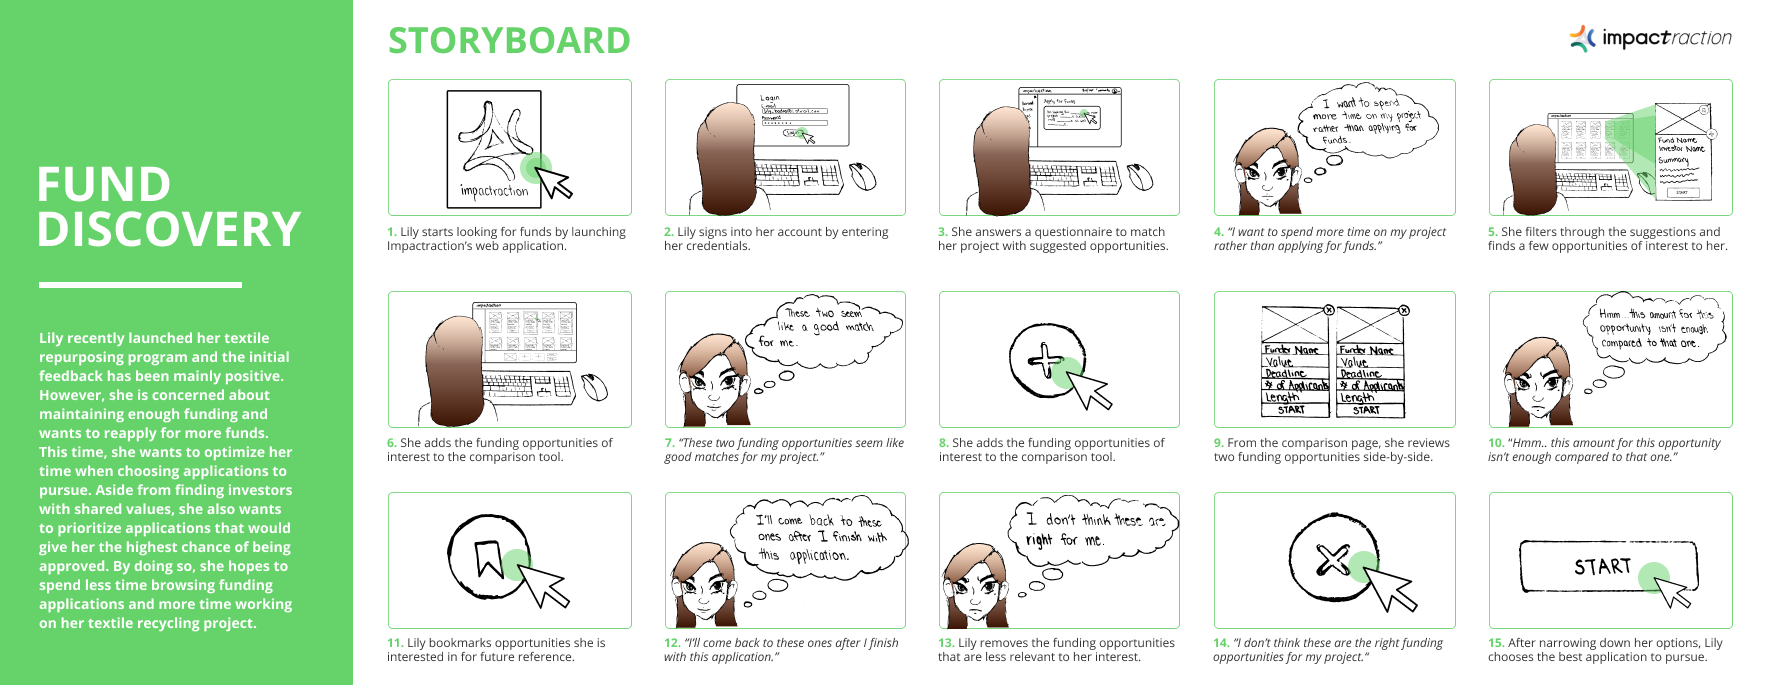 FUND
DISCOVERY
Lily recently launched her textile
repurposing program and the initial
feedback has been mainly positive.
However, she is concerned about
maintaining enough funding and
wants to reapply for more funds.
This time, she wants to optimize her
time when choosing applications to
pursue. Aside from finding investors
with shared values, she also wants
to prioritize applications that would
give her the highest chance of being
approved. By doing so, she hopes to
spend less time browsing funding
applications and more time working
on her textile recycling project.
STORYBOARD
impactraction
impactraction
1. Lily starts looking for funds by launching
Impactraction's web application.
Login
Email
Password
2. Lily signs into her account by entering
her credentials.
impactraction
Apply for Funds
3. She answers a questionnaire to match
her project with suggested opportunities.
I want to spend
more time on my project
rather than applying for
funds.
4. “I want to spend more time on my project
rather than applying for funds.”
impactraction
Fund Name
Investor Name
Summary
START
5. She filters through the suggestions and
finds a few opportunities of interest to her.
impactraction
6. She adds the funding opportunities of
interest to the comparison tool.
These two seem
like a good match
for me.
7. “These two funding opportunities seem like
good matches for my project.”
8. She adds the funding opportunities of
interest to the comparison tool.
Funder Name
Value
Deadline
# of Applicants
Length
START
Funder Name
Value
Deadline
# of Applicants
Length
START
9. From the comparison page, she reviews
two funding opportunities side-by-side.
Hmm...this amount for this
opportunity isn't enough
compared to that one.
10. “Hmm.. this amount for this opportunity
isn't enough compared to that one.”
11. Lily bookmarks opportunities she is
interested in for future reference.
I'll come back to these
ones after I finish with
this application.
12. “I'll come back to these ones after I finish
with this application.”
I don't think these are
right for me.
13. Lily removes the funding opportunities
that are less relevant to her interest.
14. “I don't think these are the right funding
opportunities for my project.”
START
15. After narrowing down her options, Lily
chooses the best application to pursue.